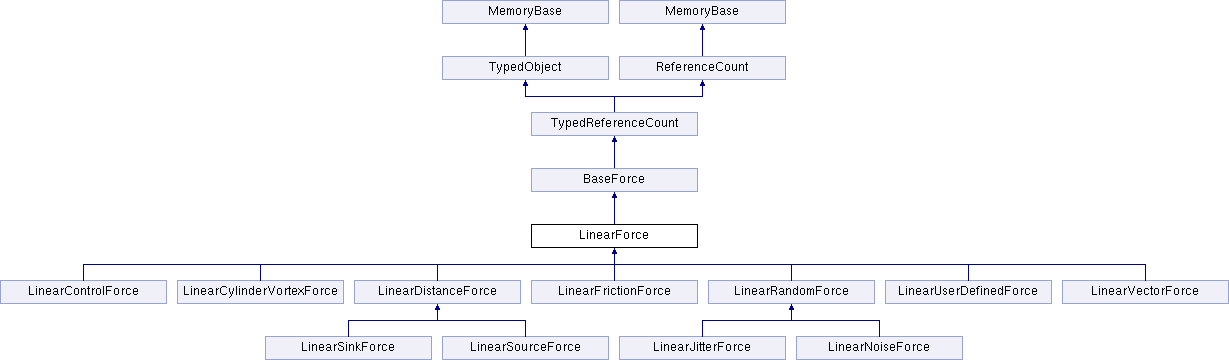 MemoryBase MemoryBase
TypedObject ReferenceCount
TypedReferenceCount
BaseForce
LinearForce
LinearControlForce LinearCylinderVortexForce LinearDistanceForce LinearFrictionForce LinearRandomForce LinearUserDefinedForce LinearVectorForce
LinearSinkForce LinearSourceForce LinearJitterForce LinearNoiseForce